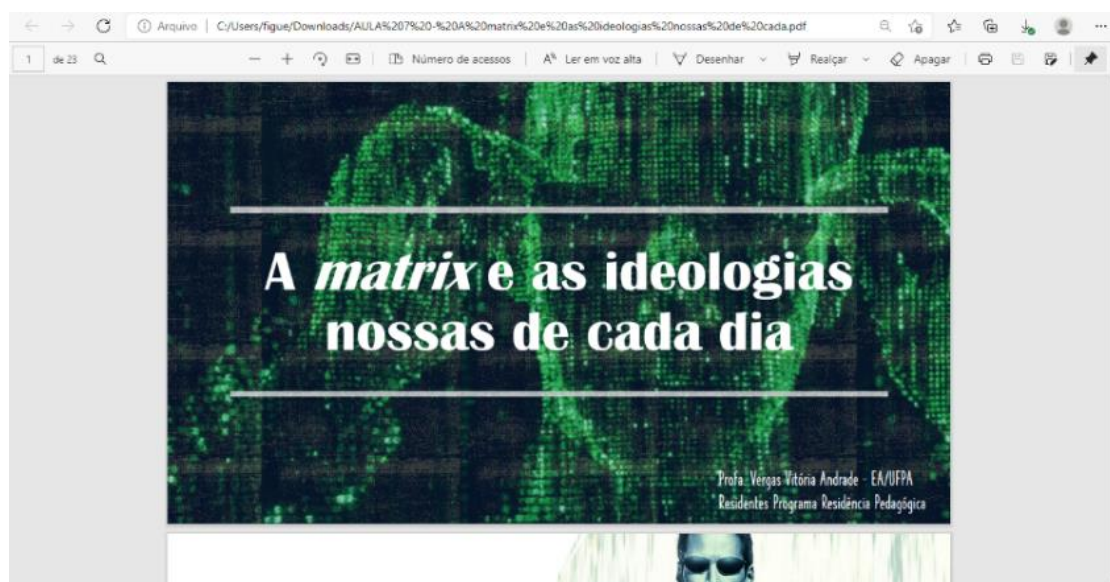 Arquivo | C:/Users/figue/Downloads/AULA%207%20-%20A%20matrix%20e%20as%20ideologias%20nossas%20de%20cada.pdf
1 de 23 Número de acessos Ler em voz alta Desenhar Realçar Apagar
A matrix e as ideologias
nossas de cada dia
Profa. Vergas Vitória Andrade - EA/UFPA
Residentes Programa Residência Pedagógica